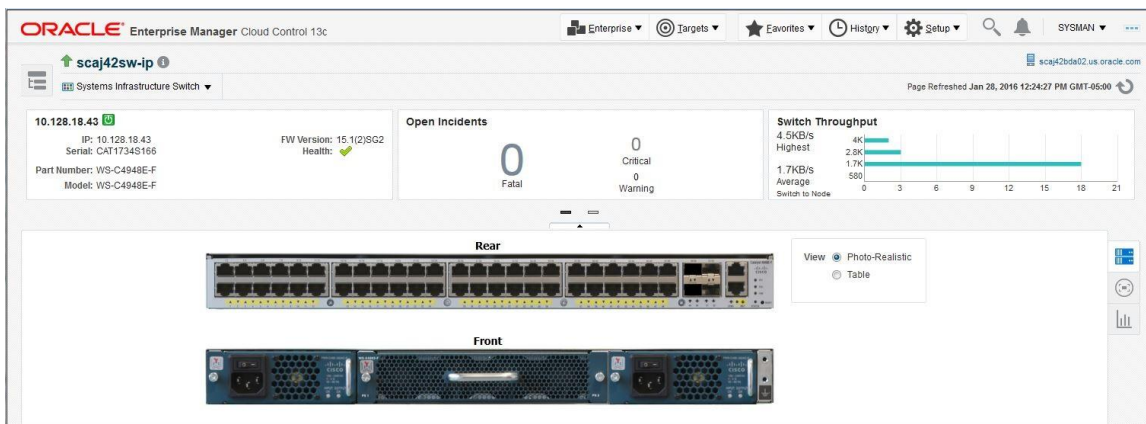 ORACLE Enterprise Manager Cloud Control 13c
Enterprise ▼ Targets ▼ Favorites ▼ History ▼ Setup ▼ SYSMAN ▼
scaj42sw-ip
scaj42bda02.us.oracle.com
Systems Infrastructure Switch ▼
Page Refreshed Jan 28, 2016 12:24:27 PM GMT-05:00
10.128.18.43
IP: 10.128.18.43
Serial: CAT1734S166
Part Number: WS-C4948E-F
Model: WS-C4948E-F
FW Version: 15.1(2)SG2
Health:
Open Incidents
0
Fatal
0
Critical
0
Warning
Switch Throughput
4.5KB/s
Highest
1.7KB/s
Average
Switch to Node
4K
2.8K
1.7K
580
0 3 6 9 12 15 18 21
Rear
View Photo-Realistic
Table
Front
CISCO
CISCO